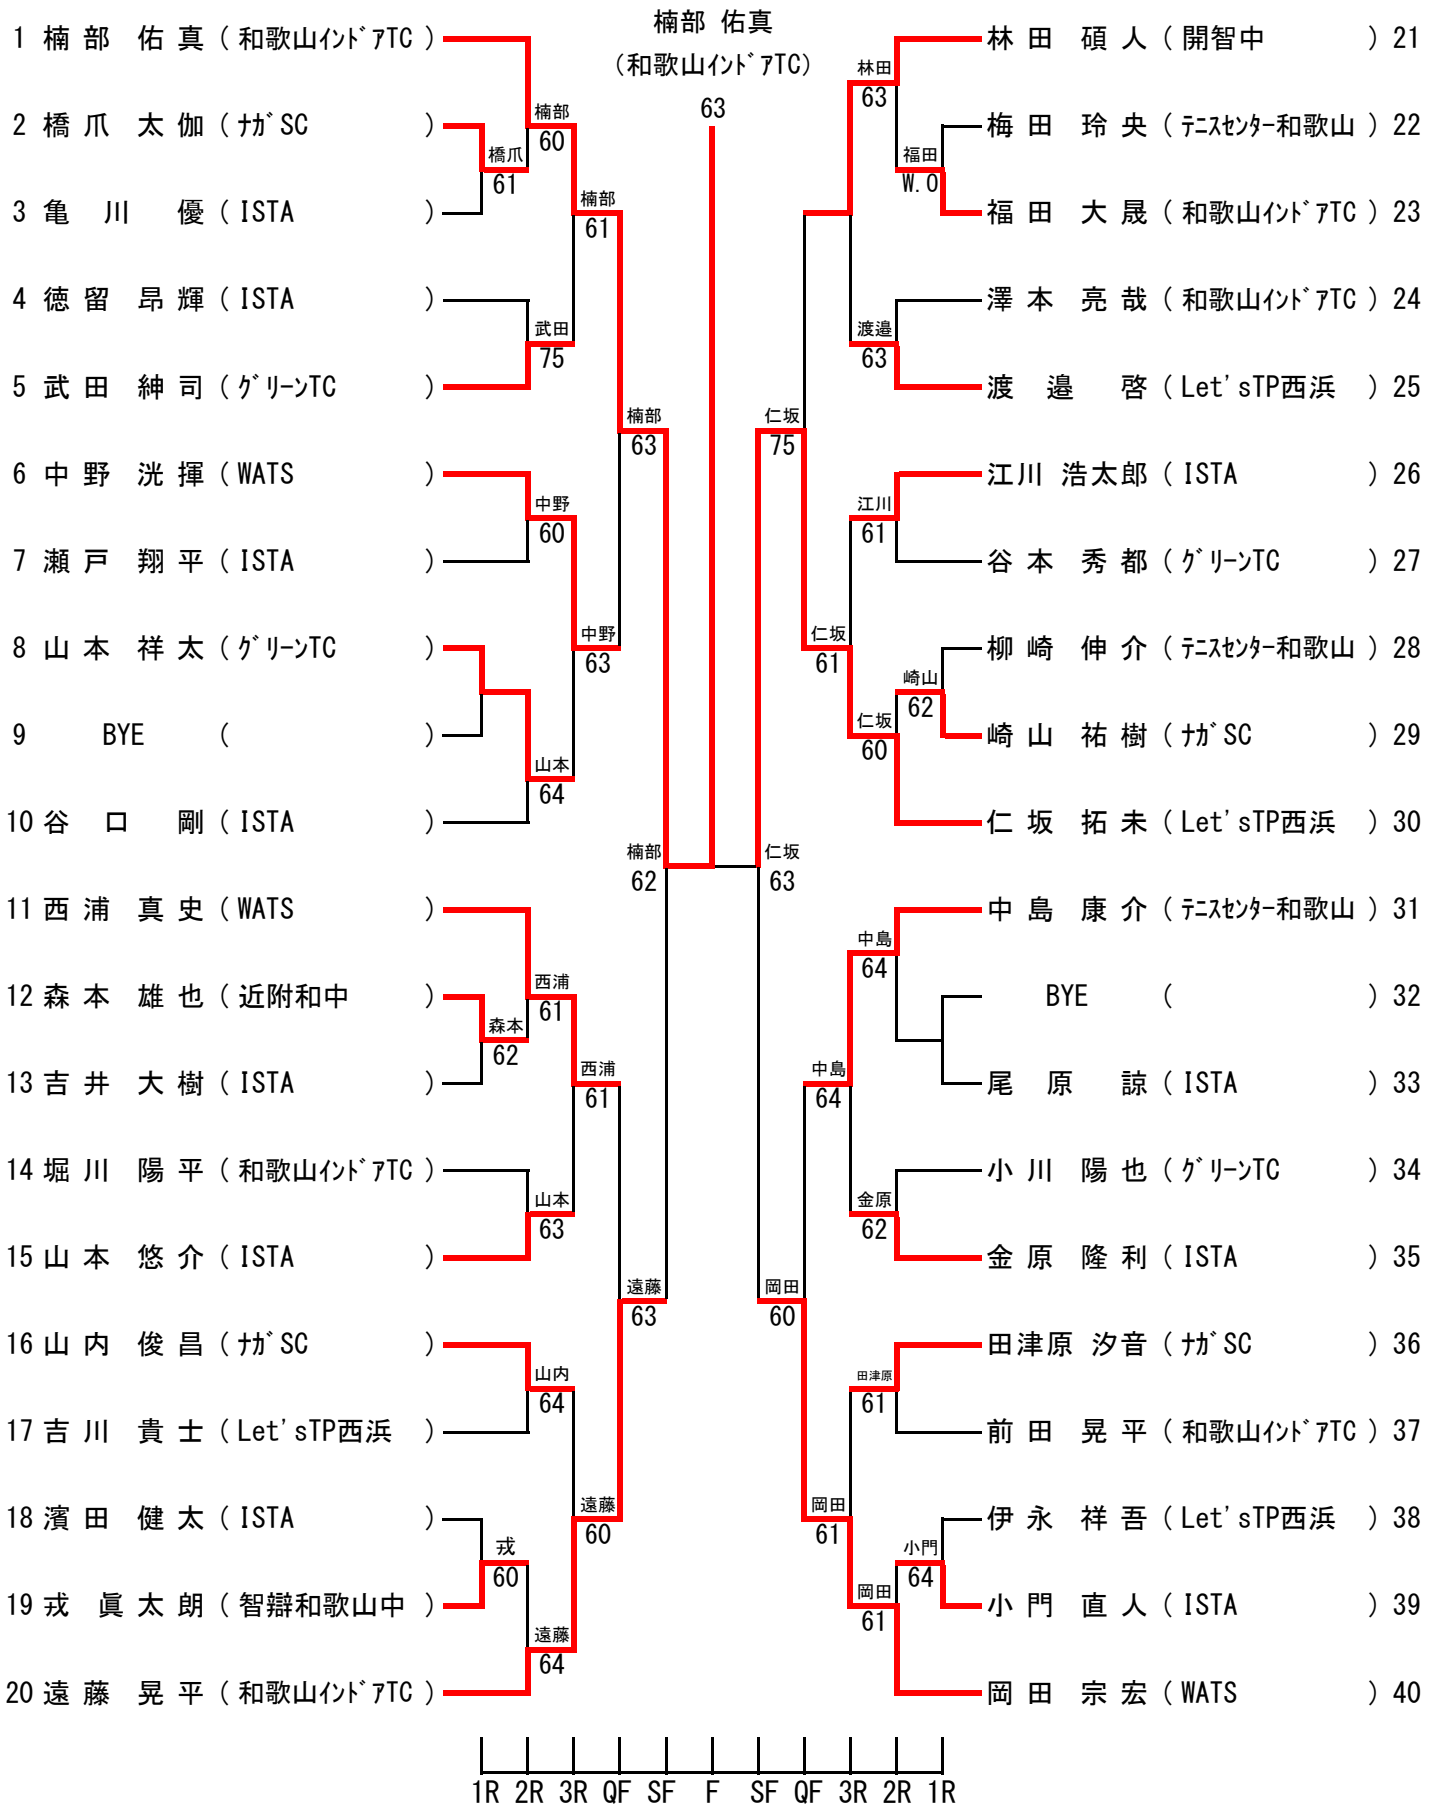 楠部 佑真
(和歌山インドアTC)
63
1 楠部 佑真 (和歌山インドアTC)
2 橋爪 太伽 (ナガSC)
3 亀川 優 (ISTA)
4 徳留 昂輝 (ISTA)
5 武田 紳司 (グリーンTC)
6 中野 洸揮 (WATS)
7 瀬戸 翔平 (ISTA)
8 山本 祥太 (グリーンTC)
9 BYE ( )
10 谷口 剛 (ISTA)
11 西浦 真史 (WATS)
12 森本 雄也 (近附和中)
13 吉井 大樹 (ISTA)
14 堀川 陽平 (和歌山インドアTC)
15 山本 悠介 (ISTA)
16 山内 俊昌 (ナガSC)
17 吉川 貴士 (Let'sTP西浜)
18 濱田 健太 (ISTA)
19 戎 眞太朗 (智辯和歌山中)
20 遠藤 晃平 (和歌山インドアTC)
橋爪
61
森本
62
戎
60
楠部
60
武田
75
中野
60
山本
64
西浦
61
山本
63
山内
64
遠藤
64
楠部
61
中野
63
西浦
61
遠藤
60
楠部
63
遠藤
63
楠部
62
仁坂
63
仁坂
75
岡田
60
仁坂
61
中島
64
岡田
61
林田
63
渡邉
63
江川
61
仁坂
60
中島
64
金原
62
田津原
61
岡田
61
福田
W.O
崎山
62
小門
64
林田 碩人 (開智中) 21
梅田 玲央 (テニスセンター和歌山) 22
福田 大晟 (和歌山インドアTC) 23
澤本 亮哉 (和歌山インドアTC) 24
渡邉 啓 (Let'sTP西浜) 25
江川 浩太郎 (ISTA) 26
谷本 秀都 (グリーンTC) 27
柳崎 伸介 (テニスセンター和歌山) 28
崎山 祐樹 (ナガSC) 29
仁坂 拓未 (Let'sTP西浜) 30
中島 康介 (テニスセンター和歌山) 31
BYE ( ) 32
尾原 諒 (ISTA) 33
小川 陽也 (グリーンTC) 34
金原 隆利 (ISTA) 35
田津原 汐音 (ナガSC) 36
前田 晃平 (和歌山インドアTC) 37
伊永 祥吾 (Let'sTP西浜) 38
小門 直人 (ISTA) 39
岡田 宗宏 (WATS) 40
1R 2R 3R QF SF F SF QF 3R 2R 1R